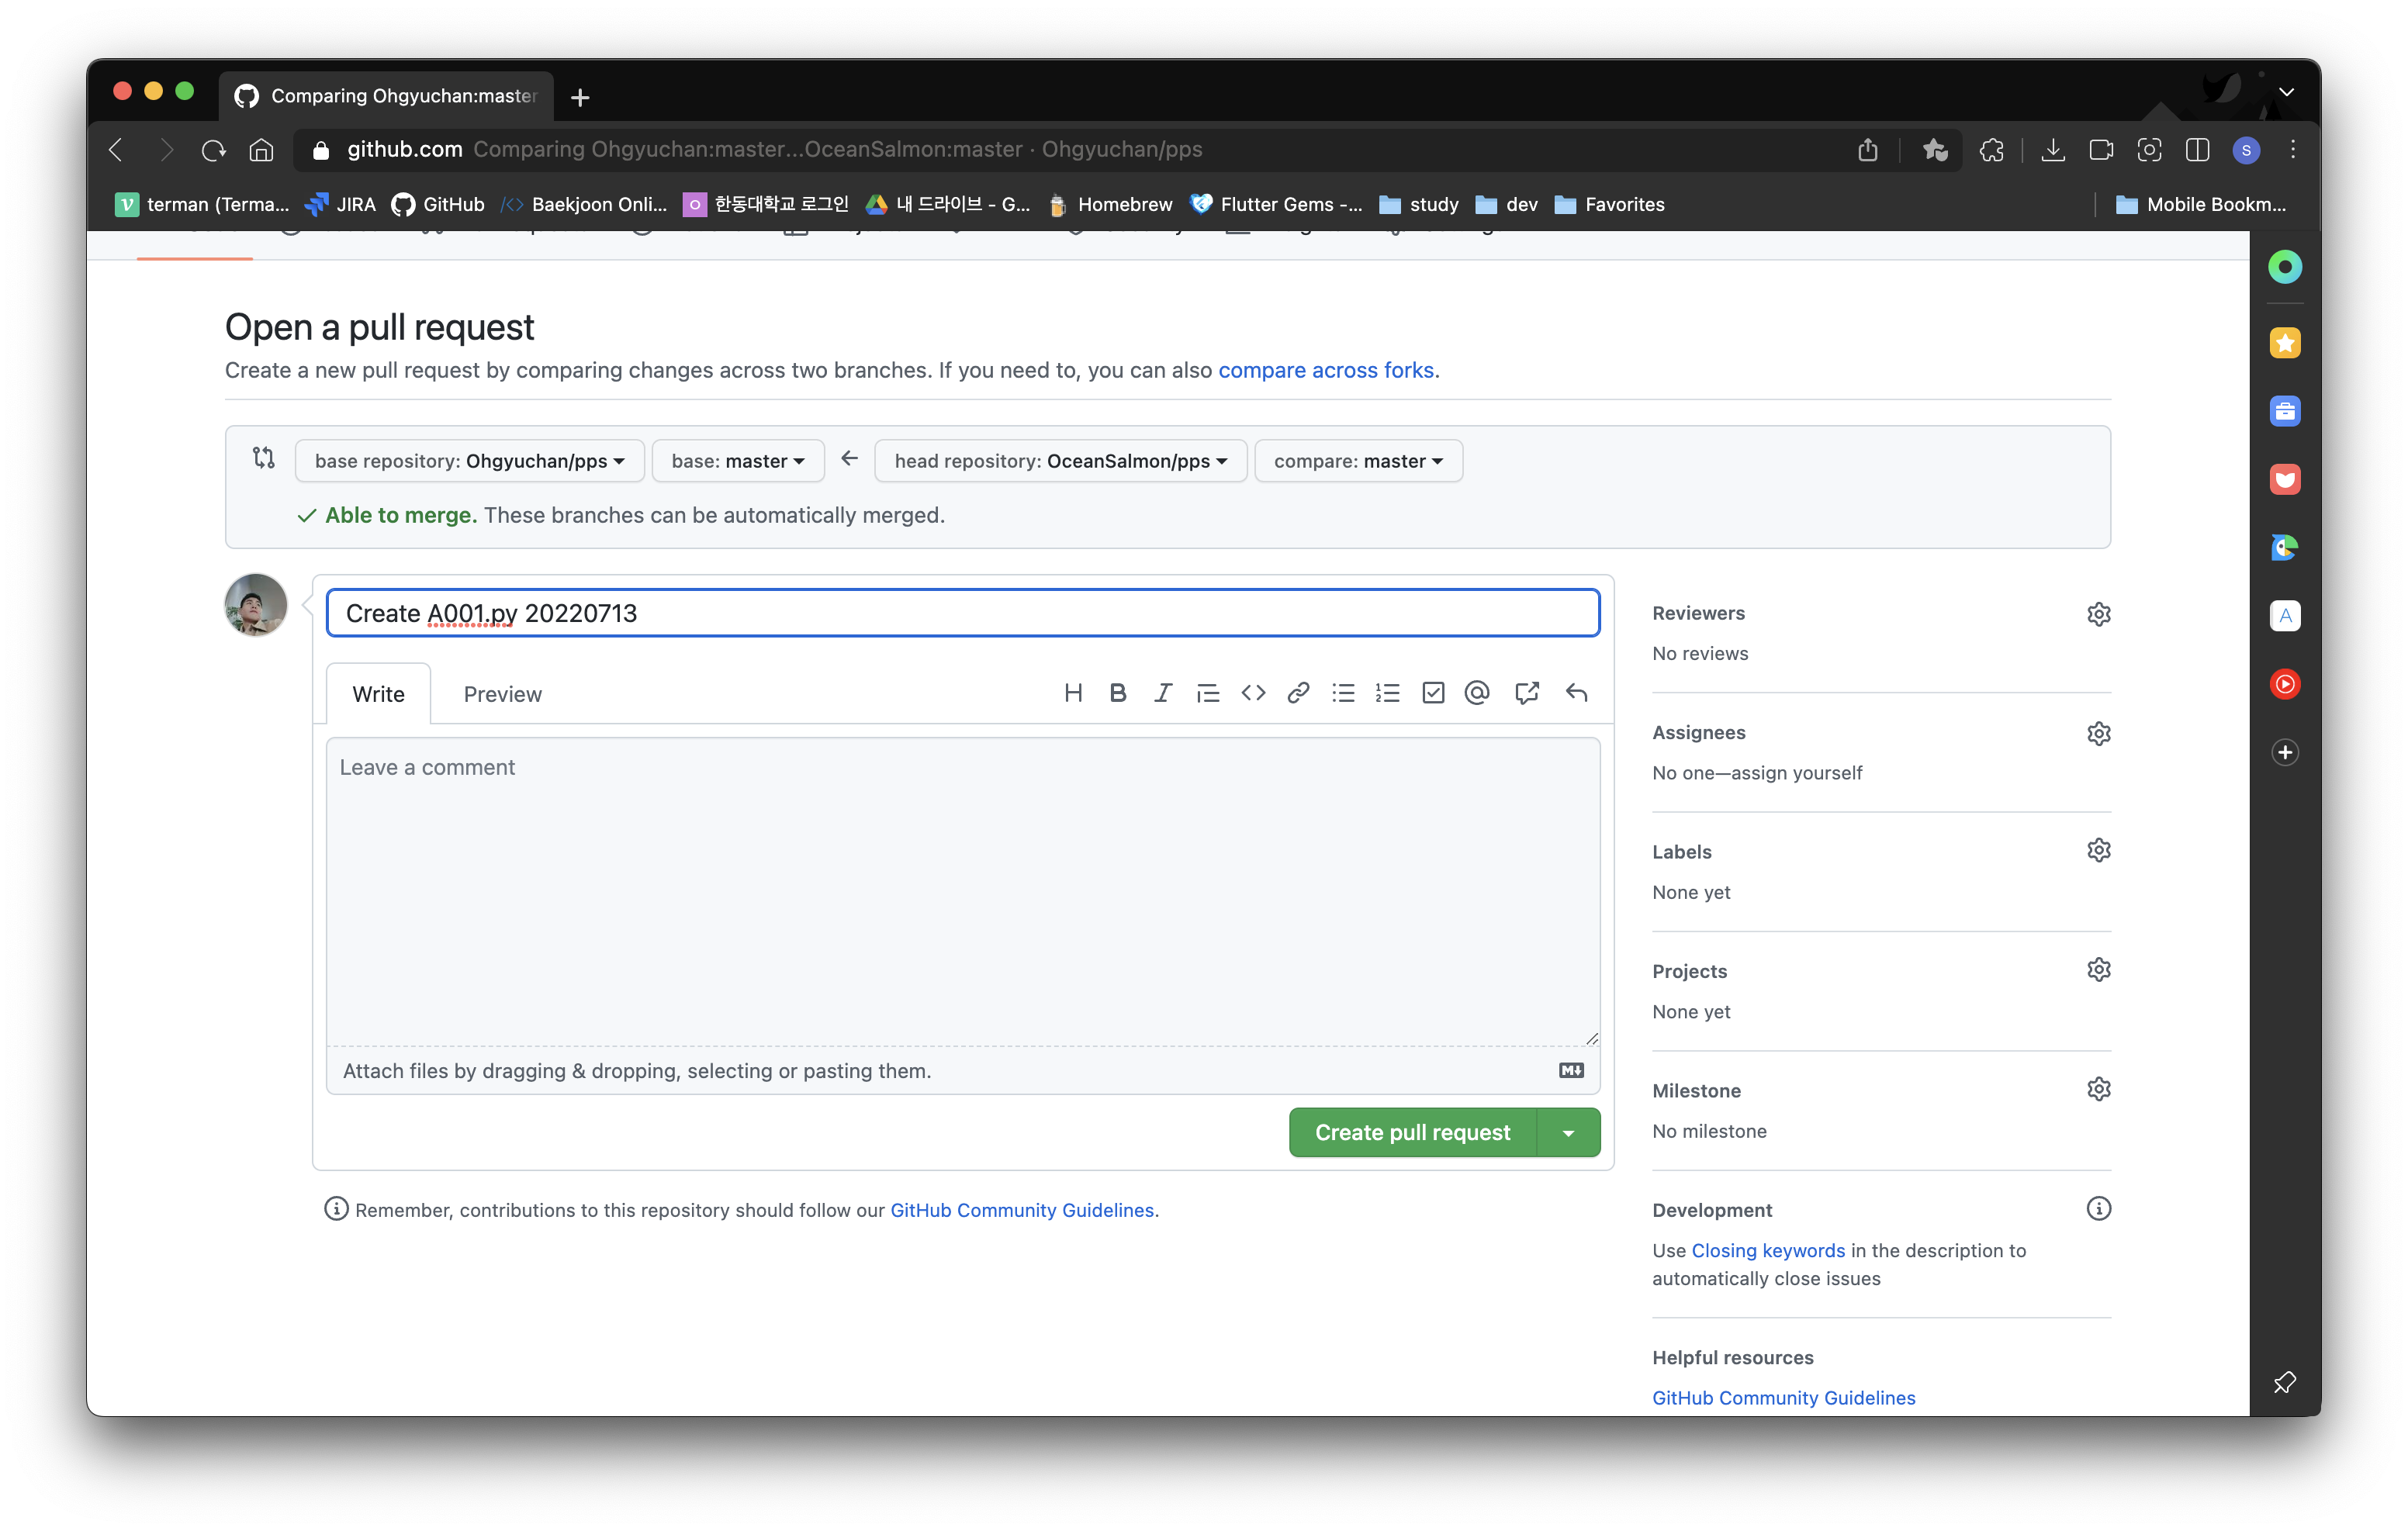 Comparing Ohgyuchan:master
github.com Comparing Ohgyuchan:master...OceanSalmon:master · Ohgyuchan/pps
S
terman (Terma... JIRA GitHub Baekjoon Onli... 한동대학교 로그인 내 드라이브 - G... Homebrew Flutter Gems -... study dev Favorites Mobile Bookm...
Open a pull request
Create a new pull request by comparing changes across two branches. If you need to, you can also compare across forks.
base repository: Ohgyuchan/pps base: master head repository: OceanSalmon/pps compare: master
Able to merge. These branches can be automatically merged.
Create A001.py 20220713
Write Preview
Leave a comment
Attach files by dragging & dropping, selecting or pasting them.
Create pull request
Remember, contributions to this repository should follow our GitHub Community Guidelines.
Reviewers
No reviews
Assignees
No one—assign yourself
Labels
None yet
Projects
None yet
Milestone
No milestone
Development
Use Closing keywords in the description to
automatically close issues
Helpful resources
GitHub Community Guidelines